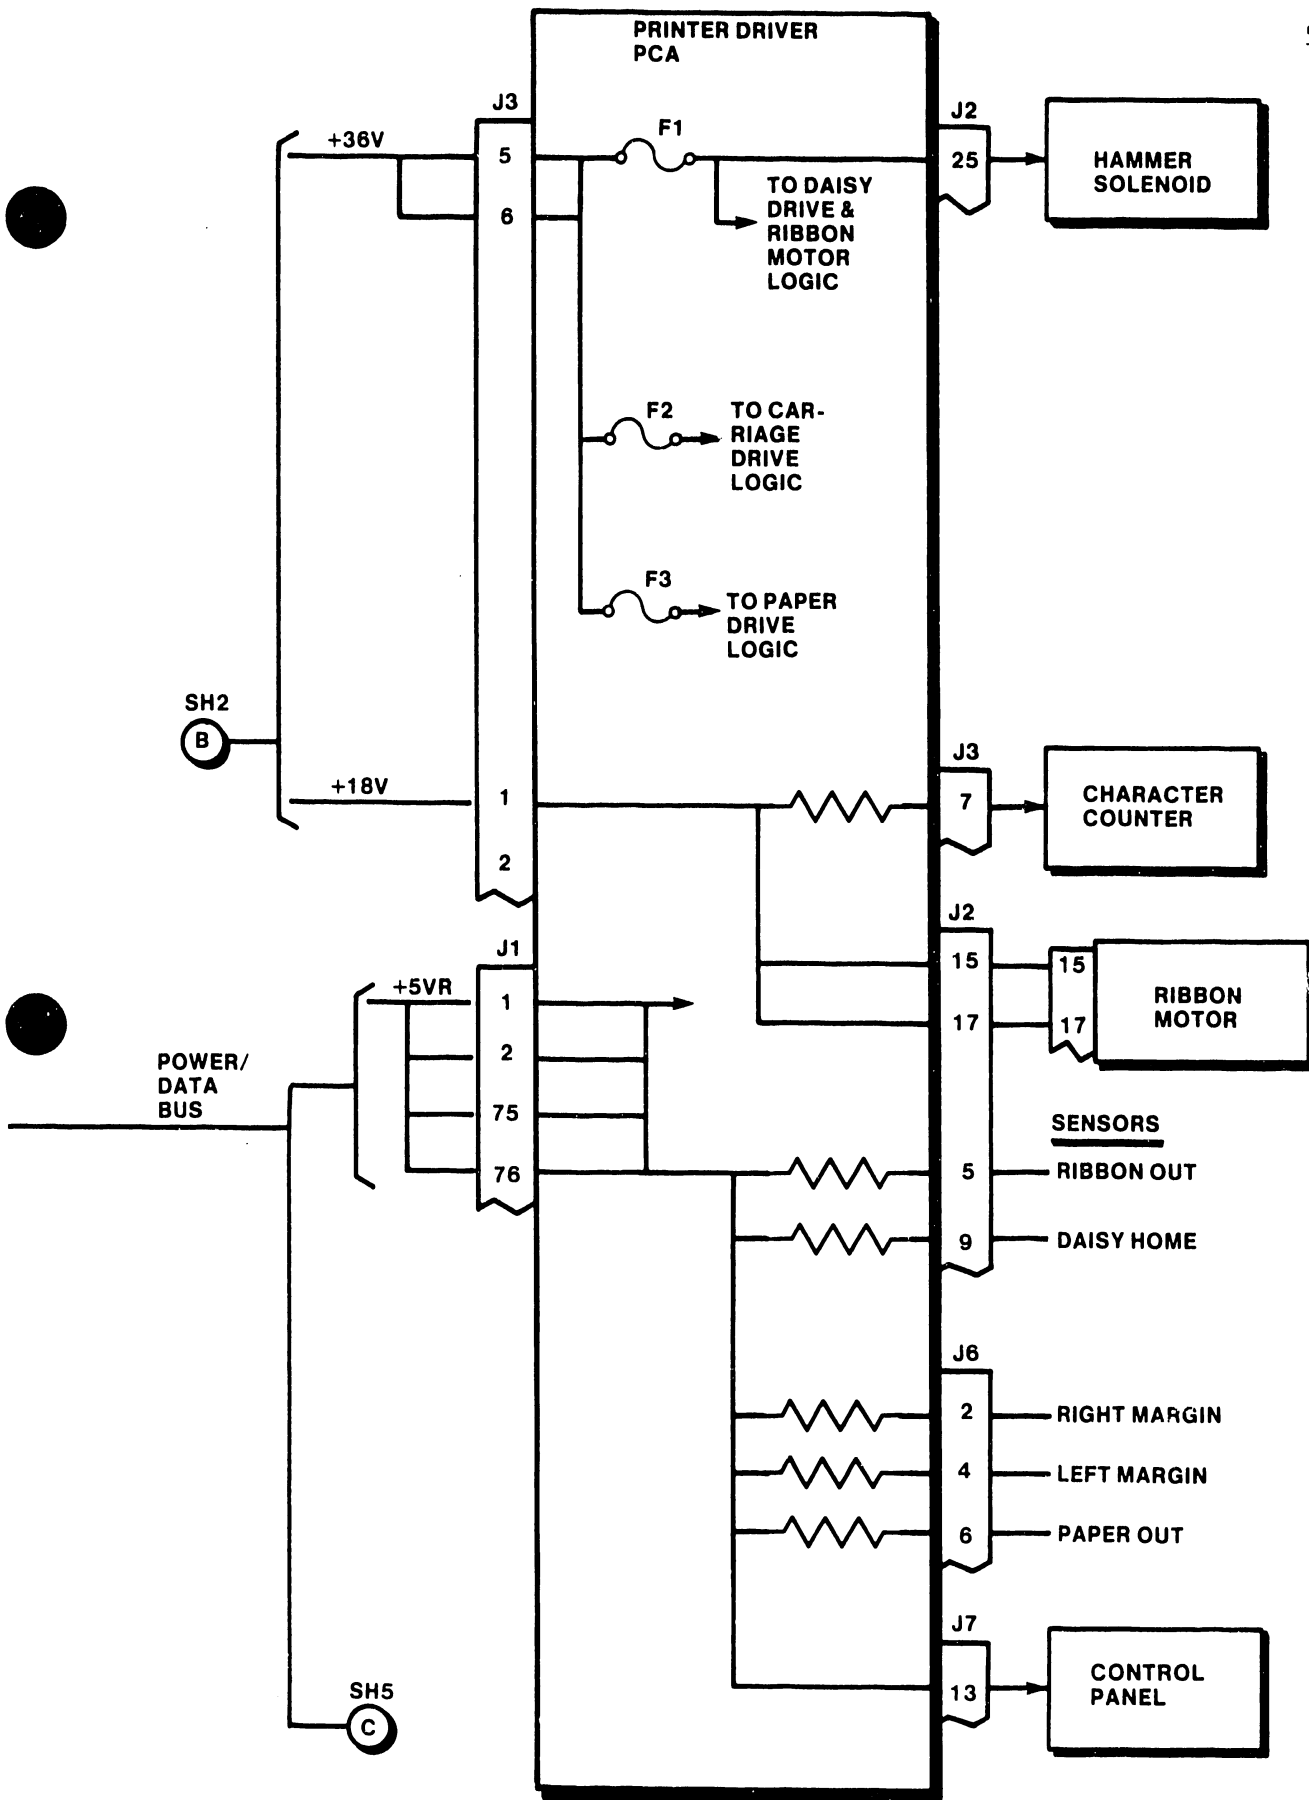 PRINTER DRIVER
PCA
J3
+36V
5
6
F1
TO DAISY
DRIVE &
RIBBON
MOTOR
LOGIC
J2
25
HAMMER
SOLENOID
F2
TO CAR-
RIAGE
DRIVE
LOGIC
F3
TO PAPER
DRIVE
LOGIC
SH2
B
+18V
1
2
J3
7
CHARACTER
COUNTER
J2
15
17
15
17
RIBBON
MOTOR
J1
+5VR
1
2
75
76
POWER/
DATA
BUS
SENSORS
5
RIBBON OUT
9
DAISY HOME
J6
2
RIGHT MARGIN
4
LEFT MARGIN
6
PAPER OUT
J7
13
CONTROL
PANEL
SH5
C